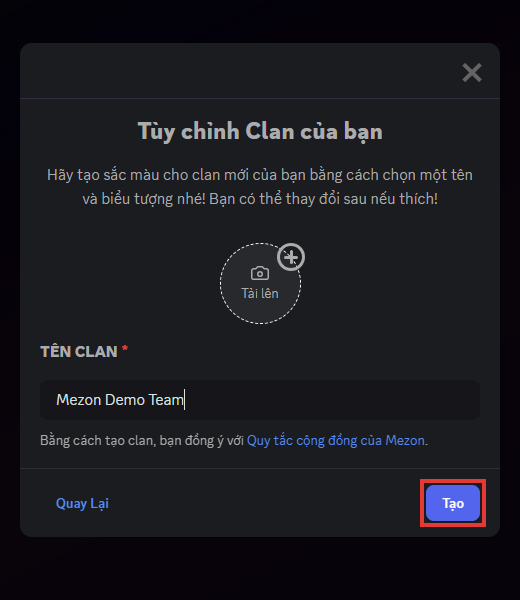 Tùy chỉnh Clan của bạn
Hãy tạo sắc màu cho clan mới của bạn bằng cách chọn một tên
và biểu tượng nhé! Bạn có thể thay đổi sau nếu thích!
Tải lên
TÊN CLAN *
Mezon Demo Team
Bằng cách tạo clan, bạn đồng ý với Quy tắc cộng đồng của Mezon.
Quay Lại
Tạo